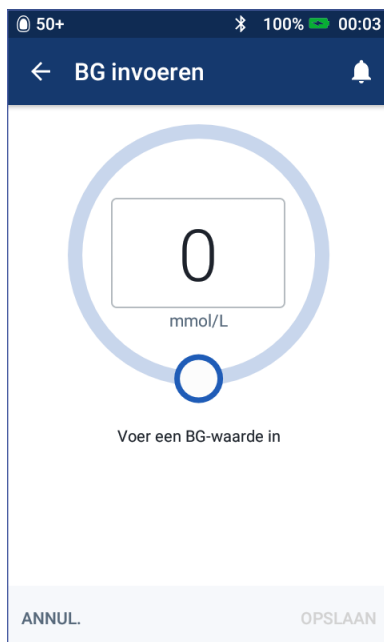 50+ 100% 00:03
BG invoeren
0
mmol/L
Voer een BG-waarde in
ANNUL. OPSLAAN